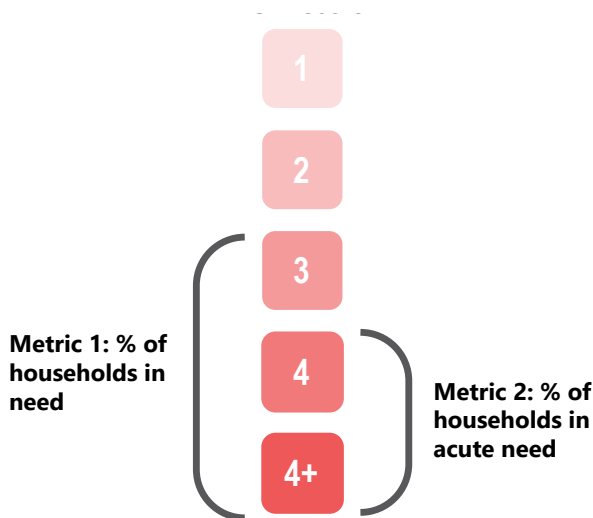 1
2
3
Metric 1: % of
households in
need
4
Metric 2: % of
households in
acute need
4+